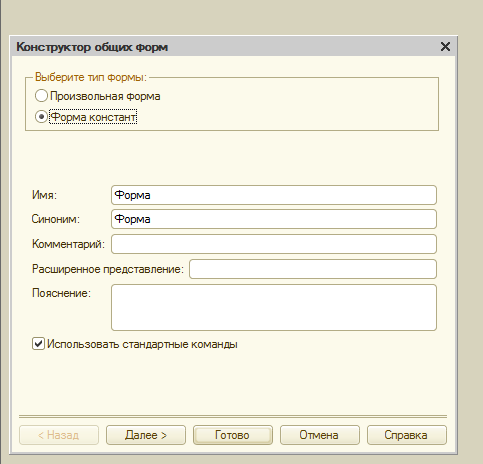 Конструктор общих форм
Выберите тип формы:
Произвольная форма
Форма констант
Имя: Форма
Синоним: Форма
Комментарий:
Расширенное представление:
Пояснение:
Использовать стандартные команды
< Назад Далее > Готово Отмена Справка